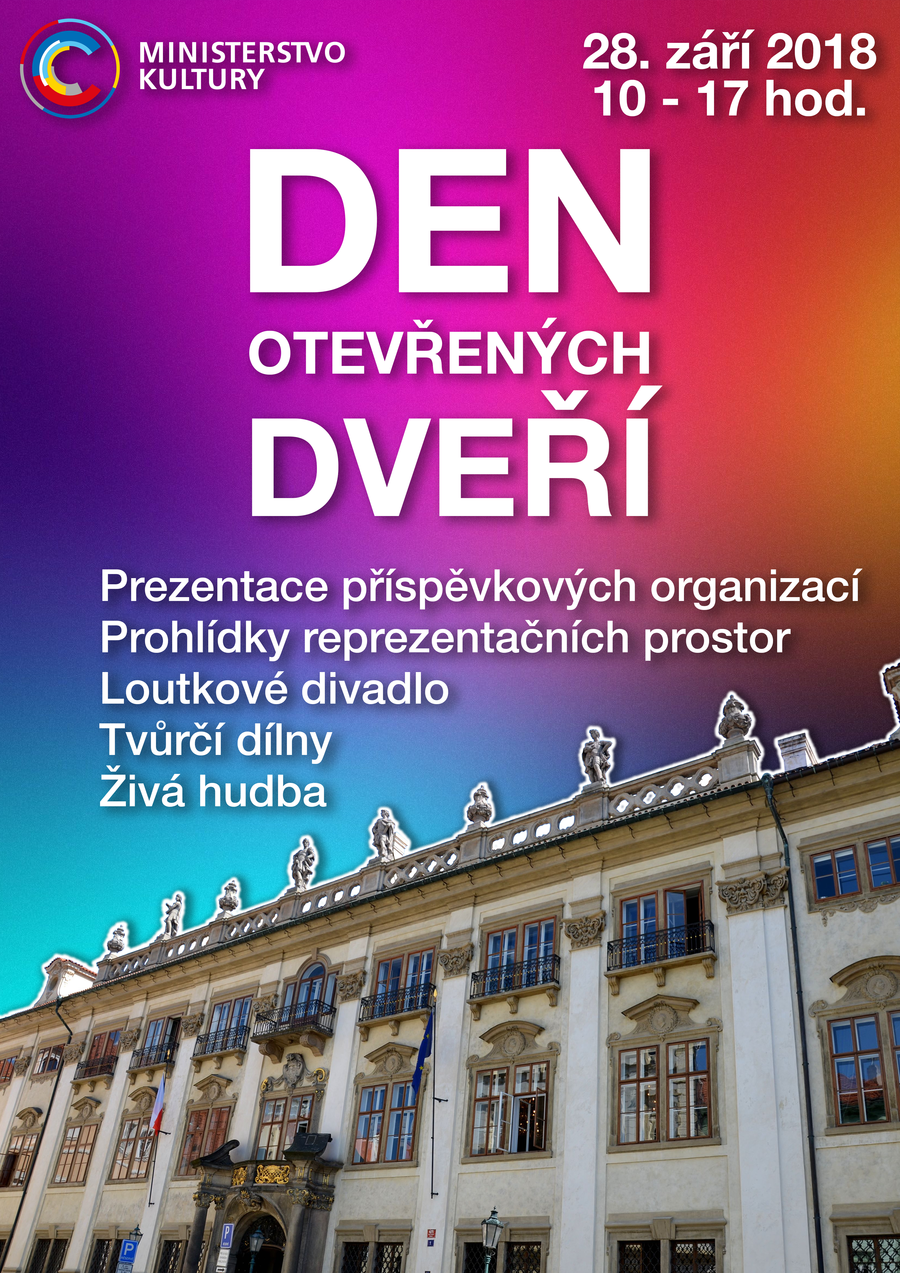 MINISTERSTVO
KULTURY
28. září 2018
10 - 17 hod.
DEN
OTEVŘENÝCH
DVEŘÍ
Prezentace příspěvkových organizací
Prohlídky reprezentačních prostor
Loutkové divadlo
Tvůrčí dílny
Živá hudba
P
P